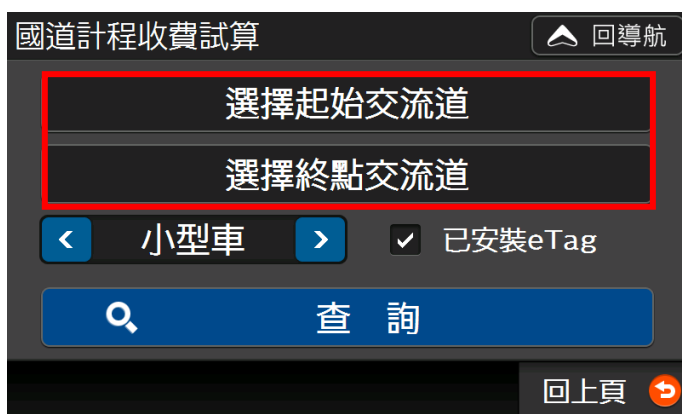 國道計程收費試算
回導航
選擇起始交流道
選擇終點交流道
小型車
已安裝eTag
查詢
回上頁